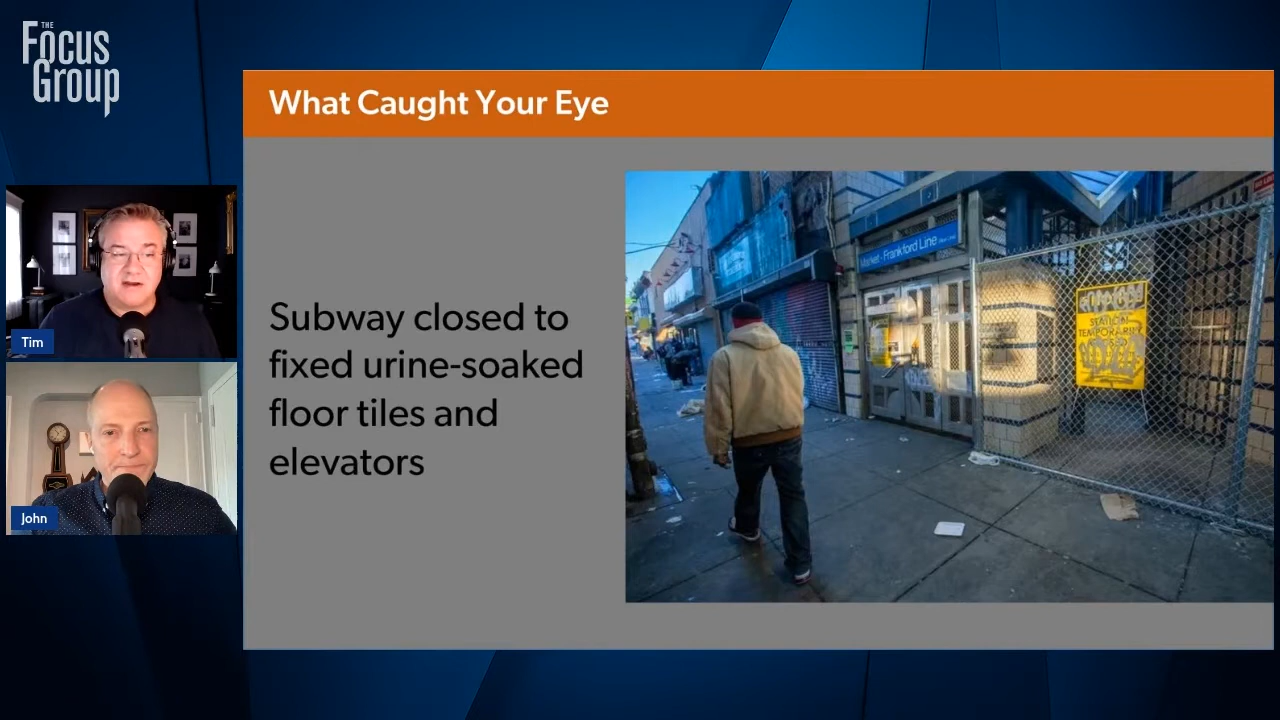 THE
Focus
Group
What Caught Your Eye
Subway closed to
fixed urine-soaked
floor tiles and
elevators
Market - Frankford Line
STATION
TEMPORARILY
Tim
John